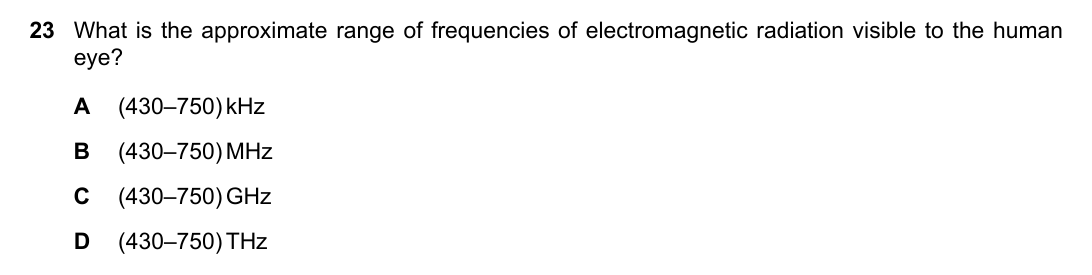 23 What is the approximate range of frequencies of electromagnetic radiation visible to the human
eye?
A (430–750) kHz
B (430–750) MHz
C (430–750) GHz
D (430–750) THz